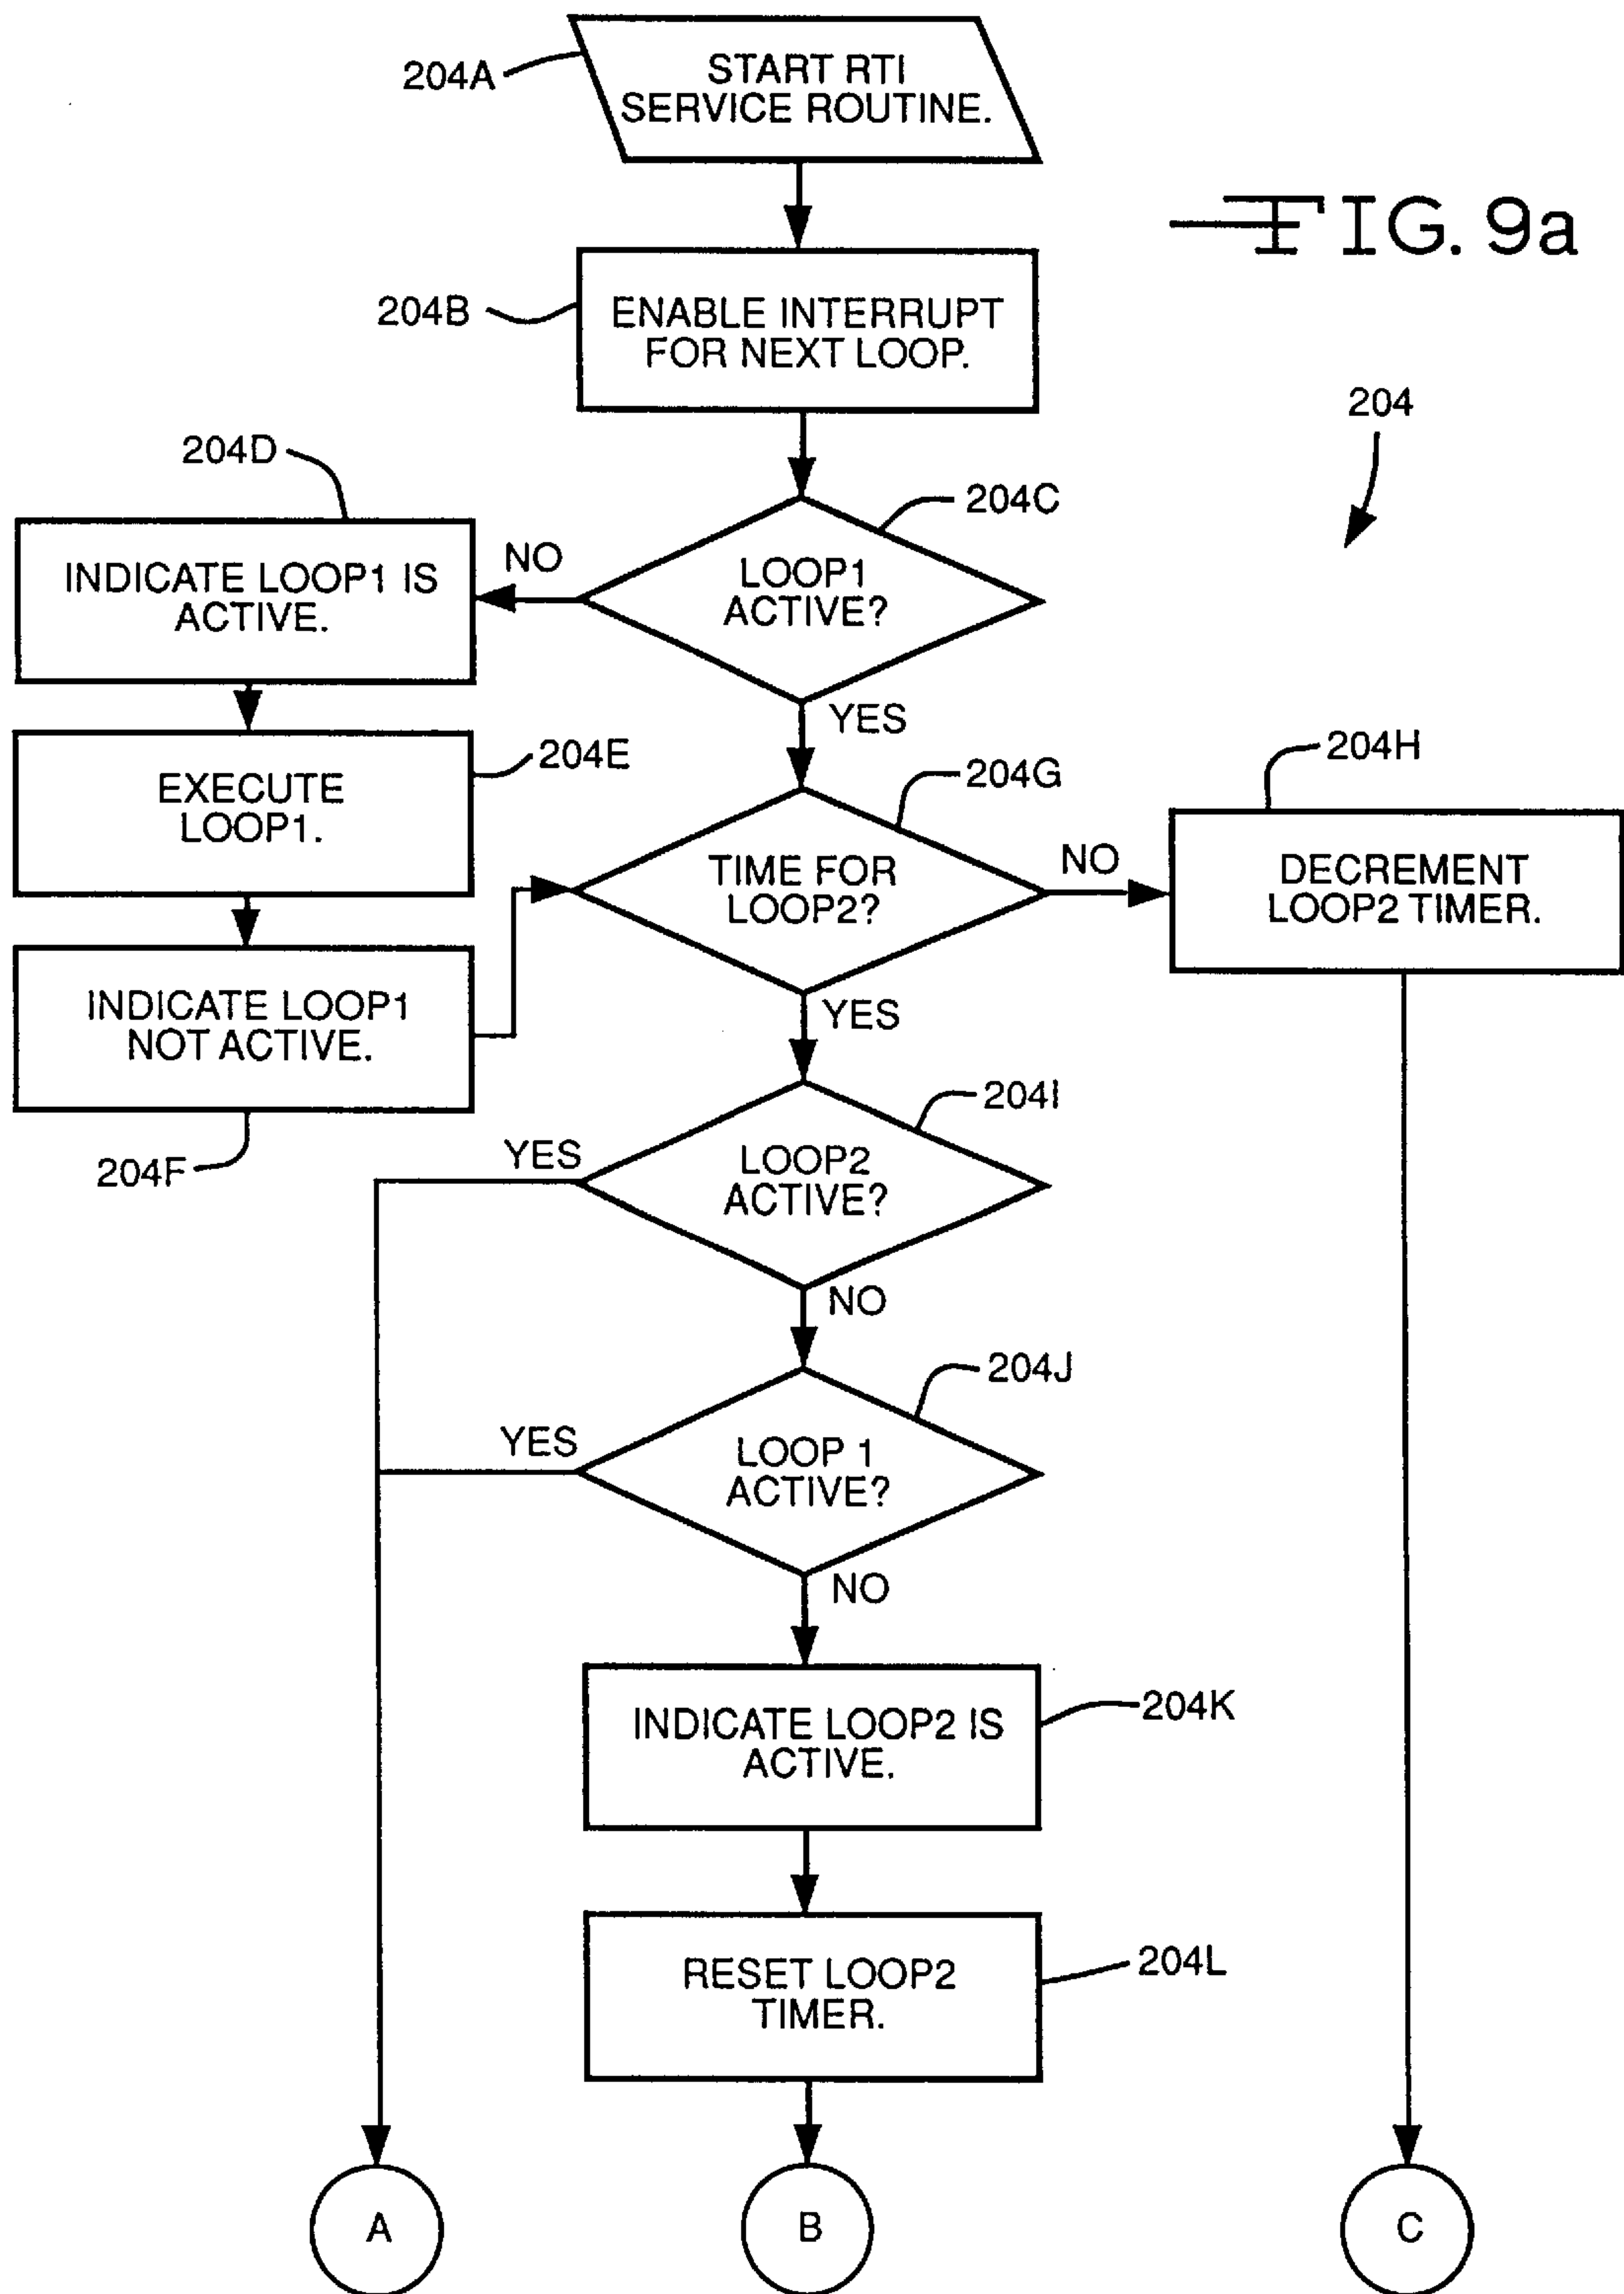 204A
START RTI
SERVICE ROUTINE.
FIG. 9a
204B
ENABLE INTERRUPT
FOR NEXT LOOP.
204
204D
204C
INDICATE LOOP1 IS
ACTIVE.
NO
LOOP1
ACTIVE?
YES
204E
EXECUTE
LOOP1.
204G
204H
TIME FOR
LOOP2?
NO
DECREMENT
LOOP2 TIMER.
INDICATE LOOP1
NOT ACTIVE.
YES
204F
204I
YES
LOOP2
ACTIVE?
NO
204J
YES
LOOP 1
ACTIVE?
NO
204K
INDICATE LOOP2 IS
ACTIVE.
204L
RESET LOOP2
TIMER.
A
B
C